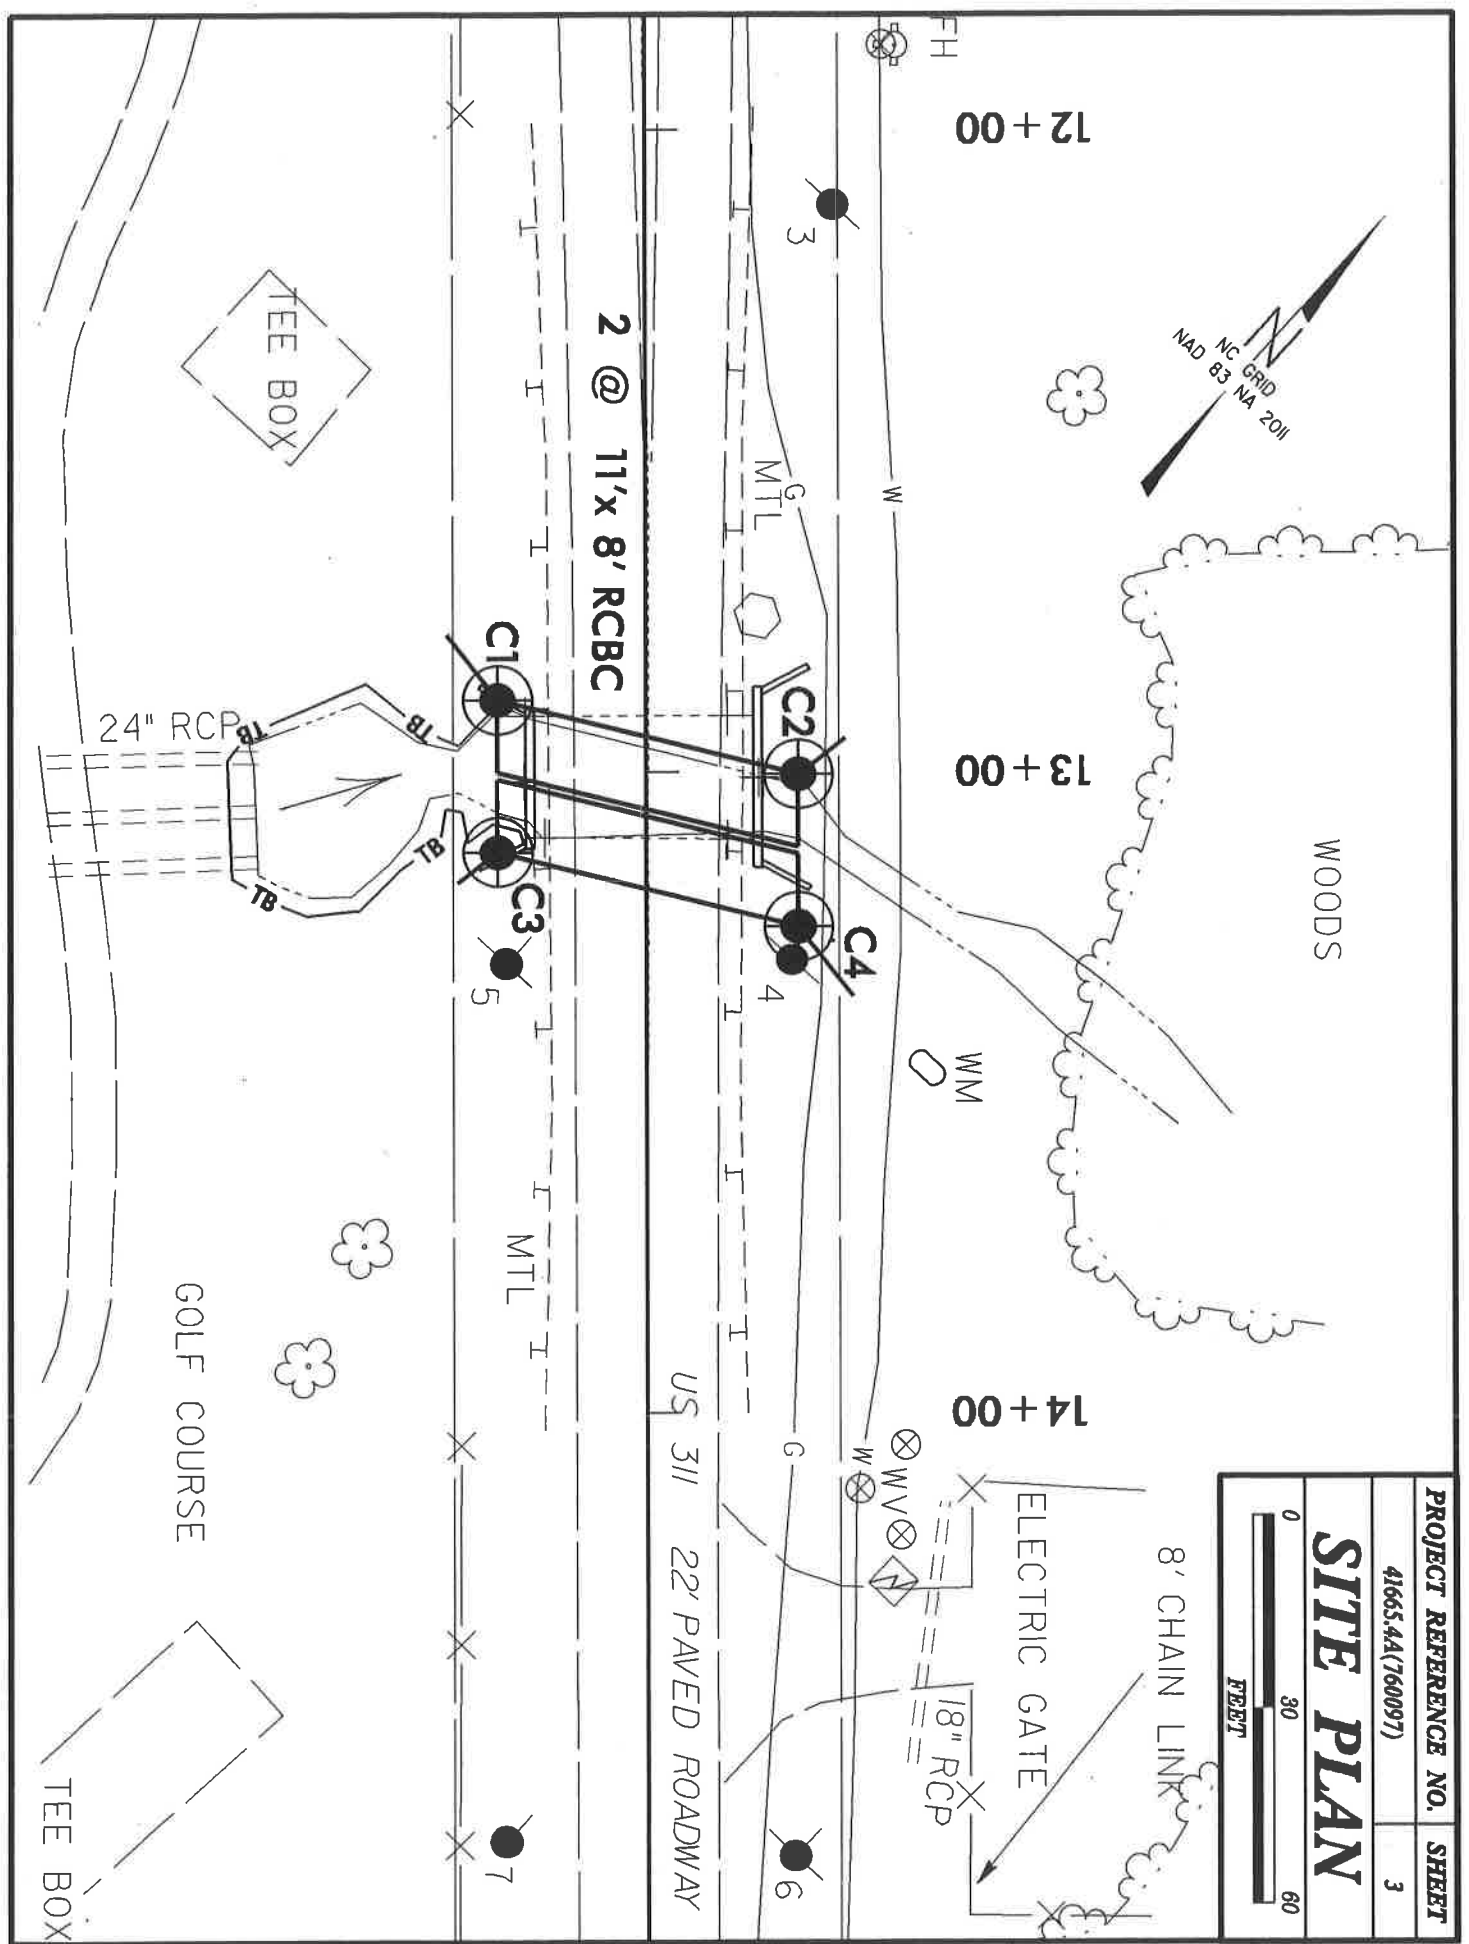 PROJECT REFERENCE NO.
SHEET
41665.4A(760097)
3
SITE PLAN
0
30
60
FEET
FH
12+00
13+00
14+00
NC GRID
NAD 83 NA 2011
N
WOODS
WM
3
TEE BOX
2 @ 11'x 8' RCBC
MTL
G
W
C1
C2
C3
C4
24" RCP
TB
TB
TB
TB
4
5
MTL
GOLF COURSE
US 311 22' PAVED ROADWAY
G
W
WV
ELECTRIC GATE
8' CHAIN LINK
18" RCP
6
7
TEE BOX